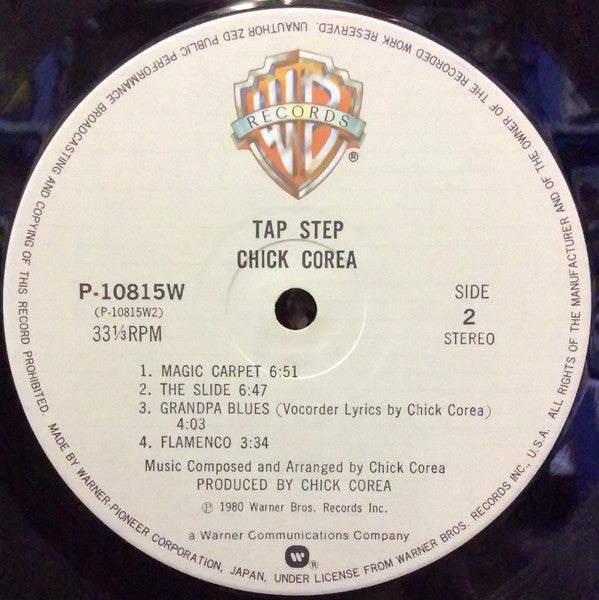 WB
RECORDS
®
TAP STEP
CHICK COREA
P-10815W
(P-10815W2)
33⅓RPM
SIDE
2
STEREO
1. MAGIC CARPET 6:51
2. THE SLIDE 6:47
3. GRANDPA BLUES (Vocorder Lyrics by Chick Corea)
4:03
4. FLAMENCO 3:34
Music Composed and Arranged by Chick Corea
PRODUCED BY CHICK COREA
℗ 1980 Warner Bros. Records Inc.
a Warner Communications Company
MADE BY WARNER-PIONEER CORPORATION, JAPAN, UNDER LICENSE FROM WARNER BROS. RECORDS INC., U.S.A. ALL RIGHTS OF THE MANUFACTURER AND OF THE OWNER OF THE RECORDED WORK RESERVED. UNAUTHORIZED PUBLIC PERFORMANCE BROADCASTING AND COPYING OF THIS RECORD PROHIBITED.